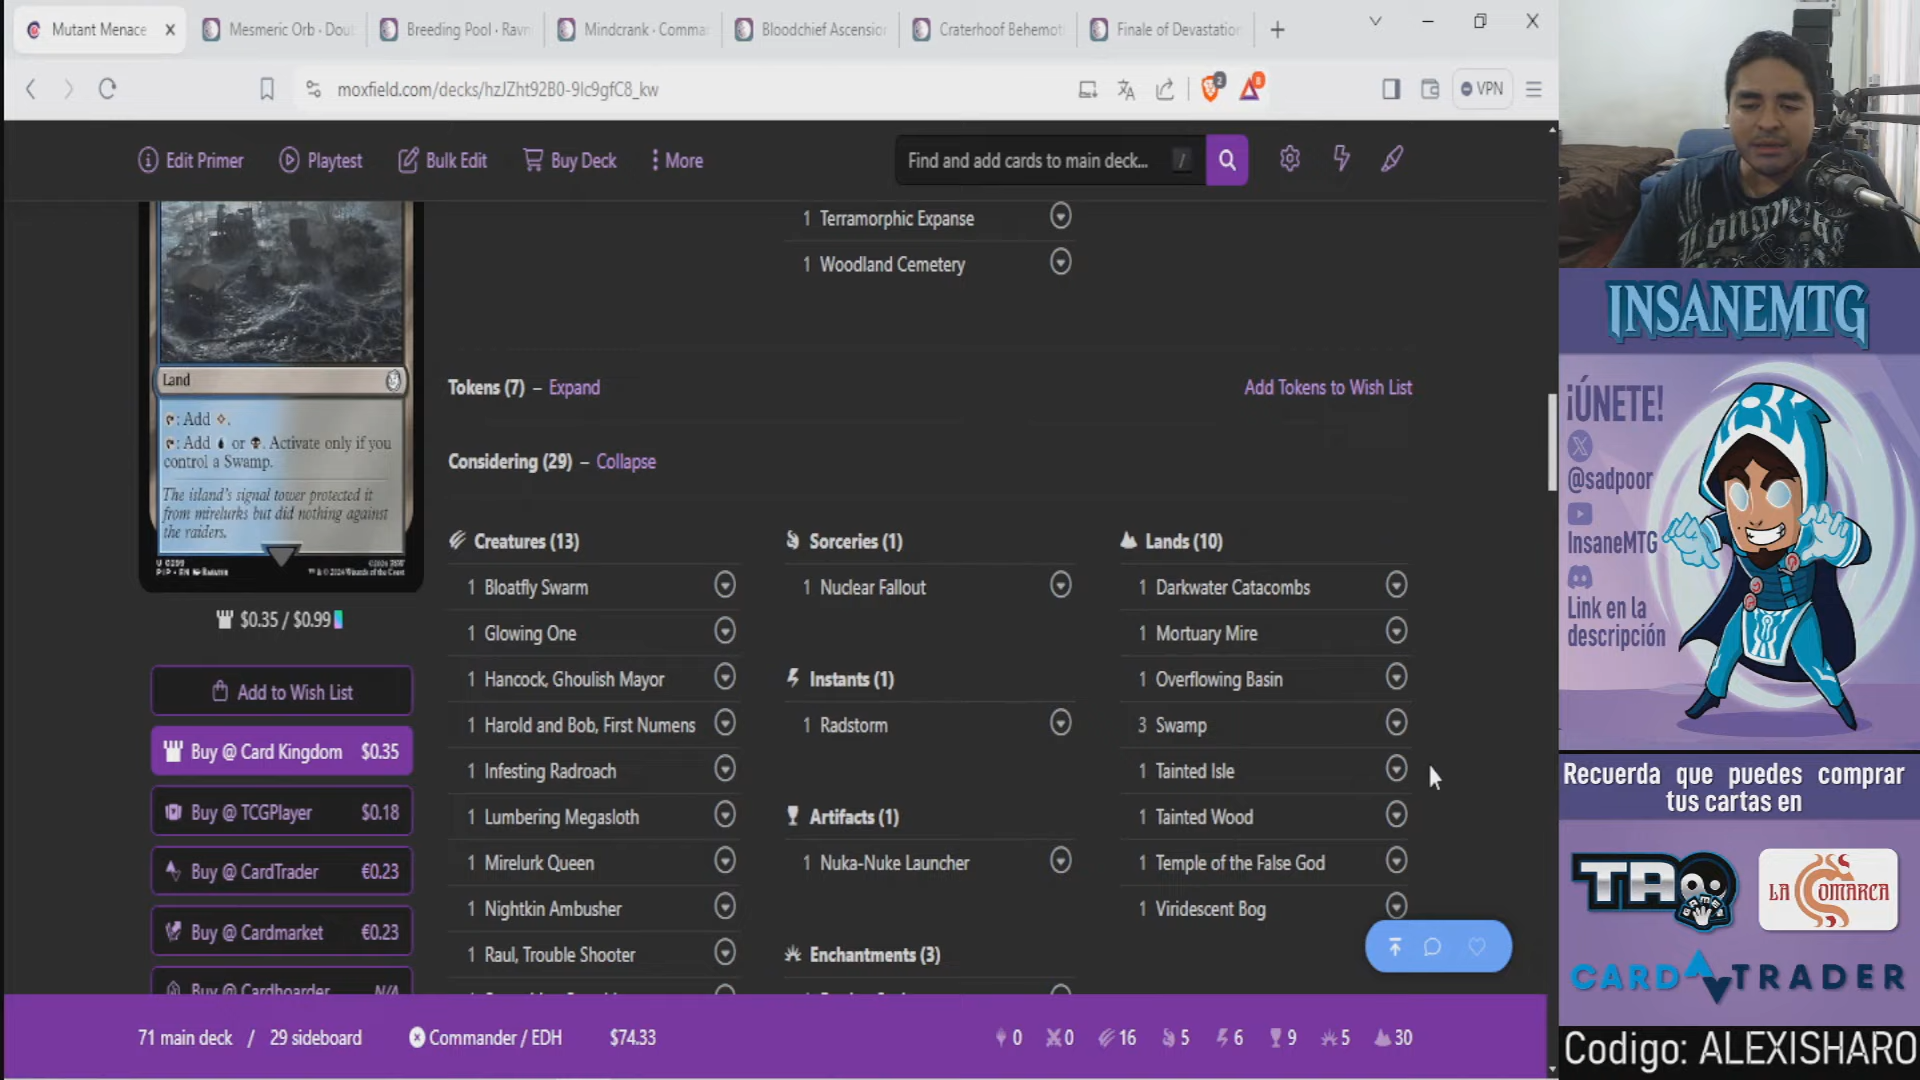 Mutant Menace
Mesmeric Orb · Dou
Breeding Pool · Ravn
Mindcrank · Comma
Bloodchief Ascension
Craterhoof Behemot
Finale of Devastation
moxfield.com/decks/hzJZht92B0-9lc9gfC8_kw
2
8
VPN
Edit Primer
Playtest
Bulk Edit
Buy Deck
More
Find and add cards to main deck...
/
1 Terramorphic Expanse
1 Woodland Cemetery
Land
: Add
: Add or . Activate only if you
control a Swamp.
The island's signal tower protected it
from mirelurks but did nothing against
the raiders.
$0.35 / $0.99
Add to Wish List
Buy @ Card Kingdom $0.35
Buy @ TCGPlayer $0.18
Buy @ CardTrader €0.23
Buy @ Cardmarket €0.23
Buy @ Cardhoarder N/A
Tokens (7) – Expand
Add Tokens to Wish List
Considering (29) – Collapse
Creatures (13)
1 Bloatfly Swarm
1 Glowing One
1 Hancock, Ghoulish Mayor
1 Harold and Bob, First Numens
1 Infesting Radroach
1 Lumbering Megasloth
1 Mirelurk Queen
1 Nightkin Ambusher
1 Raul, Trouble Shooter
Sorceries (1)
1 Nuclear Fallout
Instants (1)
1 Radstorm
Artifacts (1)
1 Nuka-Nuke Launcher
Enchantments (3)
Lands (10)
1 Darkwater Catacombs
1 Mortuary Mire
1 Overflowing Basin
3 Swamp
1 Tainted Isle
1 Tainted Wood
1 Temple of the False God
1 Viridescent Bog
71 main deck / 29 sideboard
Commander / EDH
$74.33
0
0
16
5
6
9
5
30
INSANEMTG
¡ÚNETE!
@sadpoor
InsaneMTG
Link en la
descripción
Recuerda que puedes comprar
tus cartas en
TAO
GAMES
LA COMARCA
CARDTRADER
Codigo: ALEXISHARO